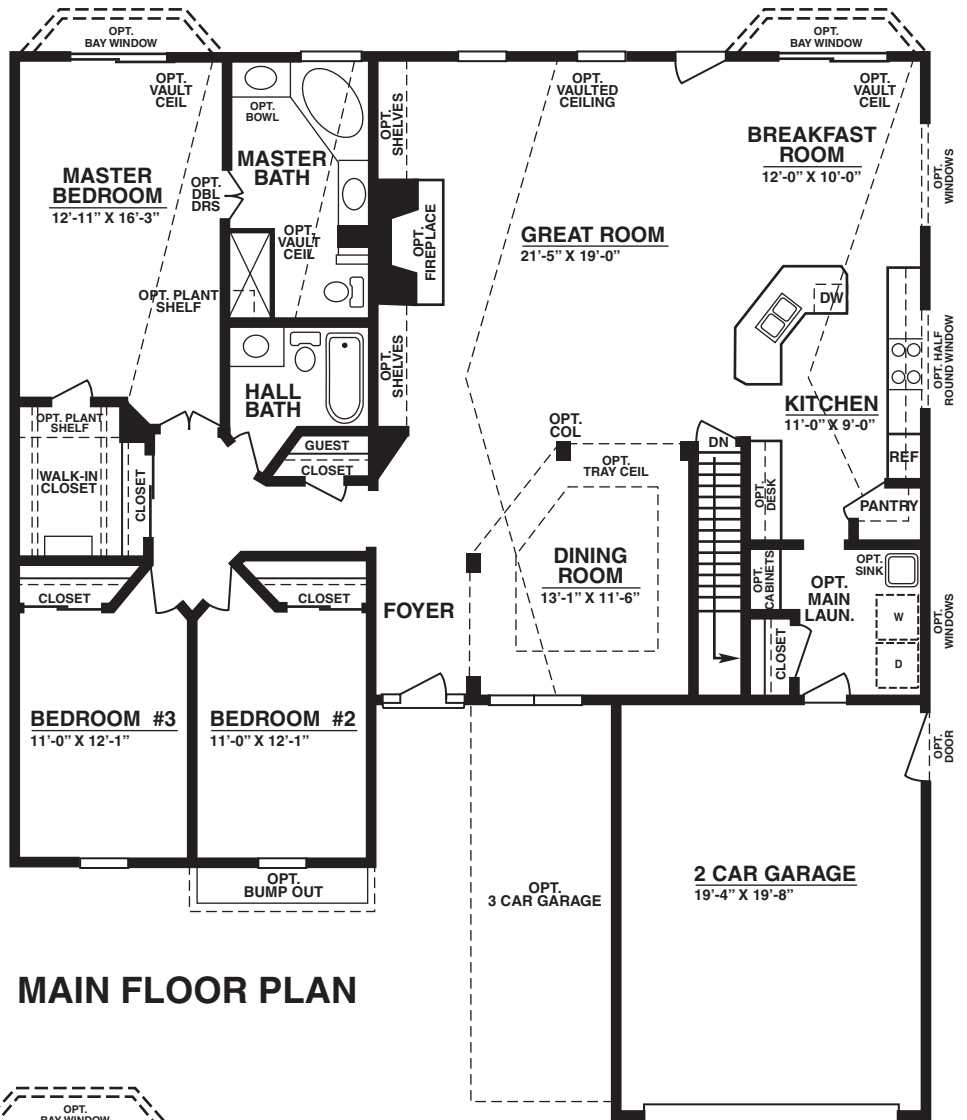 OPT.
BAY WINDOW
OPT.
BAY WINDOW
OPT.
VAULT
CEIL
OPT.
BOWL
OPT.
SHELVES
OPT.
VAULTED
CEILING
OPT.
VAULT
CEIL
MASTER
BEDROOM
12'-11" X 16'-3"
OPT.
DBL
DRS
MASTER
BATH
BREAKFAST
ROOM
12'-0" X 10'-0"
OPT.
WINDOWS
OPT.
VAULT
CEIL
OPT.
FIREPLACE
GREAT ROOM
21'-5" X 19'-0"
OPT. PLANT
SHELF
DW
HALL
BATH
OPT.
SHELVES
OPT. HALF
ROUND WINDOW
KITCHEN
11'-0" X 9'-0"
OPT. PLANT
SHELF
WALK-IN
CLOSET
CLOSET
GUEST
CLOSET
OPT.
COL
OPT.
TRAY CEIL
DN
OPT.
DESK
REF
PANTRY
DINING
ROOM
13'-1" X 11'-6"
OPT.
CABINETS
OPT.
MAIN
LAUN.
OPT.
SINK
W
D
OPT.
WINDOWS
CLOSET
CLOSET
CLOSET
FOYER
BEDROOM #3
11'-0" X 12'-1"
BEDROOM #2
11'-0" X 12'-1"
OPT.
DOOR
OPT.
BUMP OUT
OPT.
3 CAR GARAGE
2 CAR GARAGE
19'-4" X 19'-8"
MAIN FLOOR PLAN
OPT.
BAY WINDOW